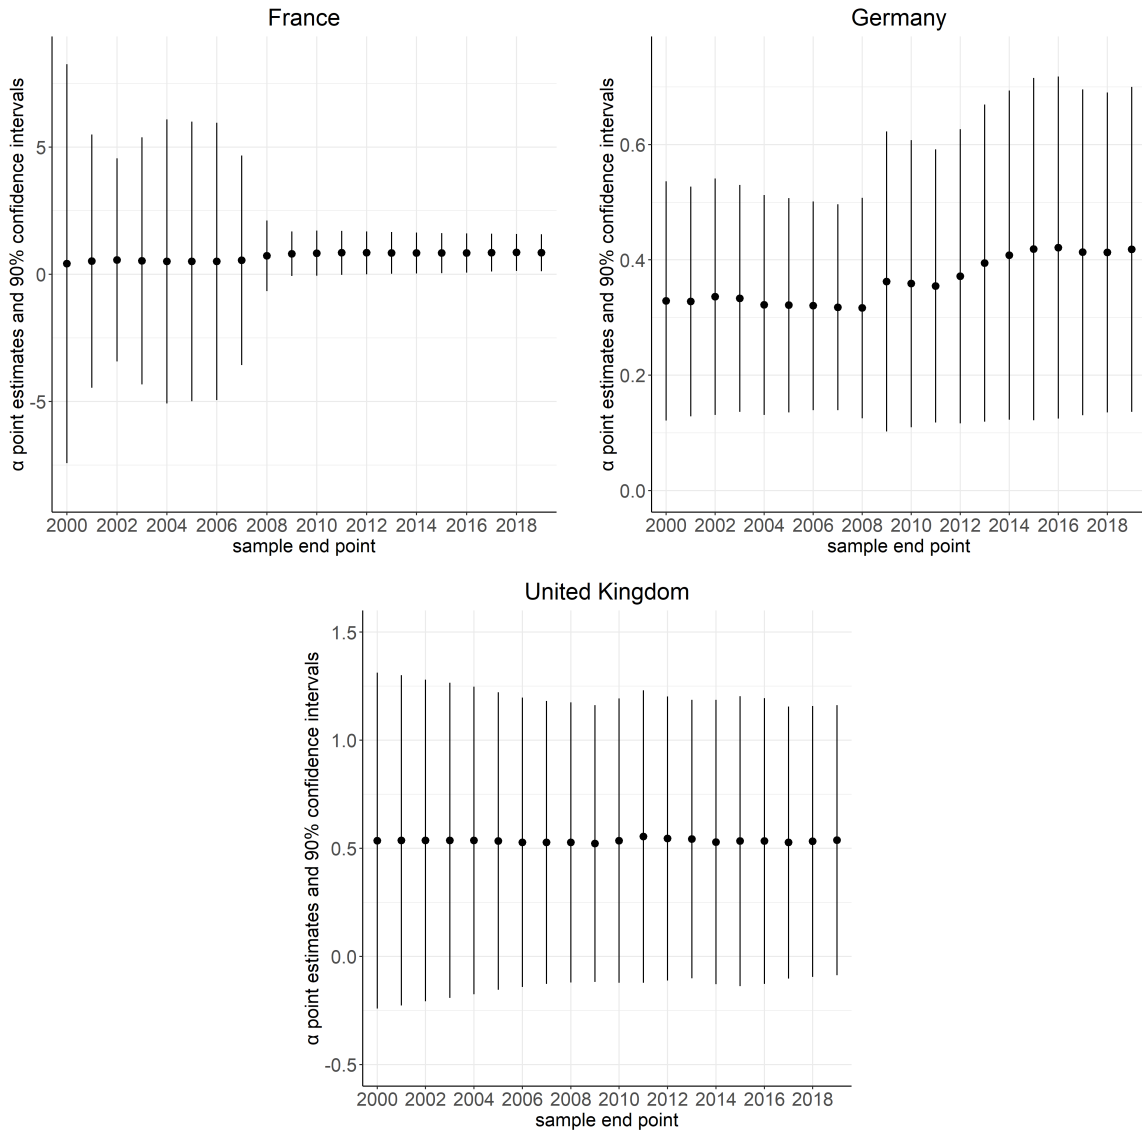 France
α point estimates and 90% confidence intervals
5
0
-5
2000 2002 2004 2006 2008 2010 2012 2014 2016 2018
sample end point
Germany
α point estimates and 90% confidence intervals
0.6
0.4
0.2
0.0
2000 2002 2004 2006 2008 2010 2012 2014 2016 2018
sample end point
United Kingdom
α point estimates and 90% confidence intervals
1.5
1.0
0.5
0.0
-0.5
2000 2002 2004 2006 2008 2010 2012 2014 2016 2018
sample end point